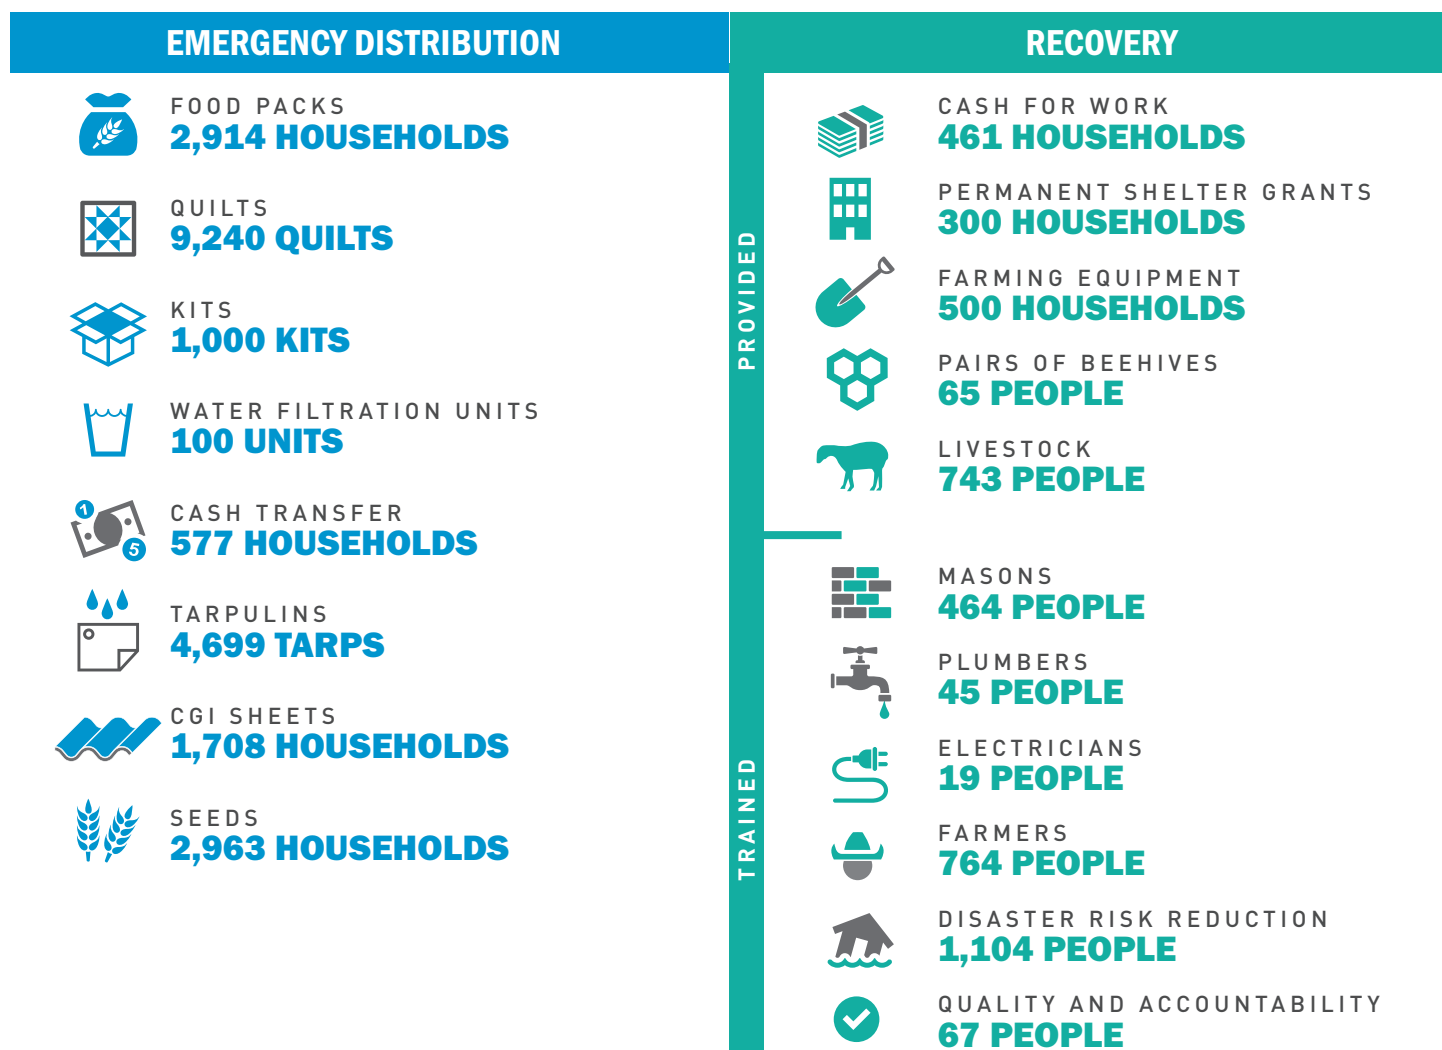 EMERGENCY DISTRIBUTION
FOOD PACKS
2,914 HOUSEHOLDS
QUILTS
9,240 QUILTS
KITS
1,000 KITS
WATER FILTRATION UNITS
100 UNITS
CASH TRANSFER
1
5
577 HOUSEHOLDS
TARPULINS
4,699 TARPS
CGI SHEETS
1,708 HOUSEHOLDS
SEEDS
2,963 HOUSEHOLDS
RECOVERY
PROVIDED
CASH FOR WORK
461 HOUSEHOLDS
PERMANENT SHELTER GRANTS
300 HOUSEHOLDS
FARMING EQUIPMENT
500 HOUSEHOLDS
PAIRS OF BEEHIVES
65 PEOPLE
LIVESTOCK
743 PEOPLE
TRAINED
MASONS
464 PEOPLE
PLUMBERS
45 PEOPLE
ELECTRICIANS
19 PEOPLE
FARMERS
764 PEOPLE
DISASTER RISK REDUCTION
1,104 PEOPLE
QUALITY AND ACCOUNTABILITY
67 PEOPLE